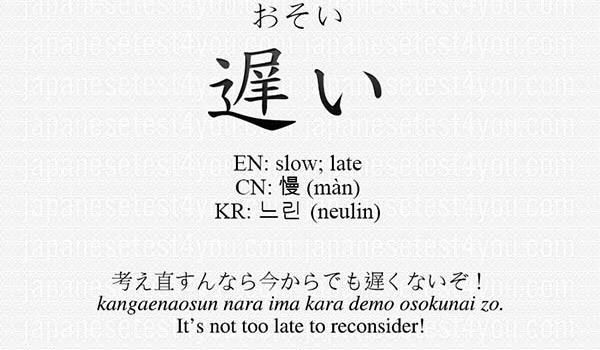 おそい
遅い
EN: slow; late
CN: 慢 (màn)
KR: 느린 (neulin)
考え直すんなら今からでも遅くないぞ！
kangaenaosun nara ima kara demo osokunai zo.
It's not too late to reconsider!